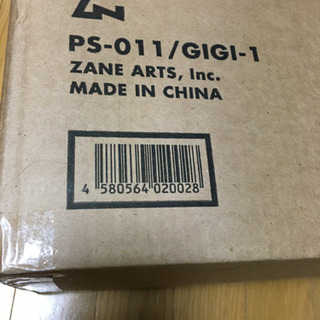 PS-011/GIGI-1
ZANE ARTS, Inc.
MADE IN CHINA
4 580564 020028